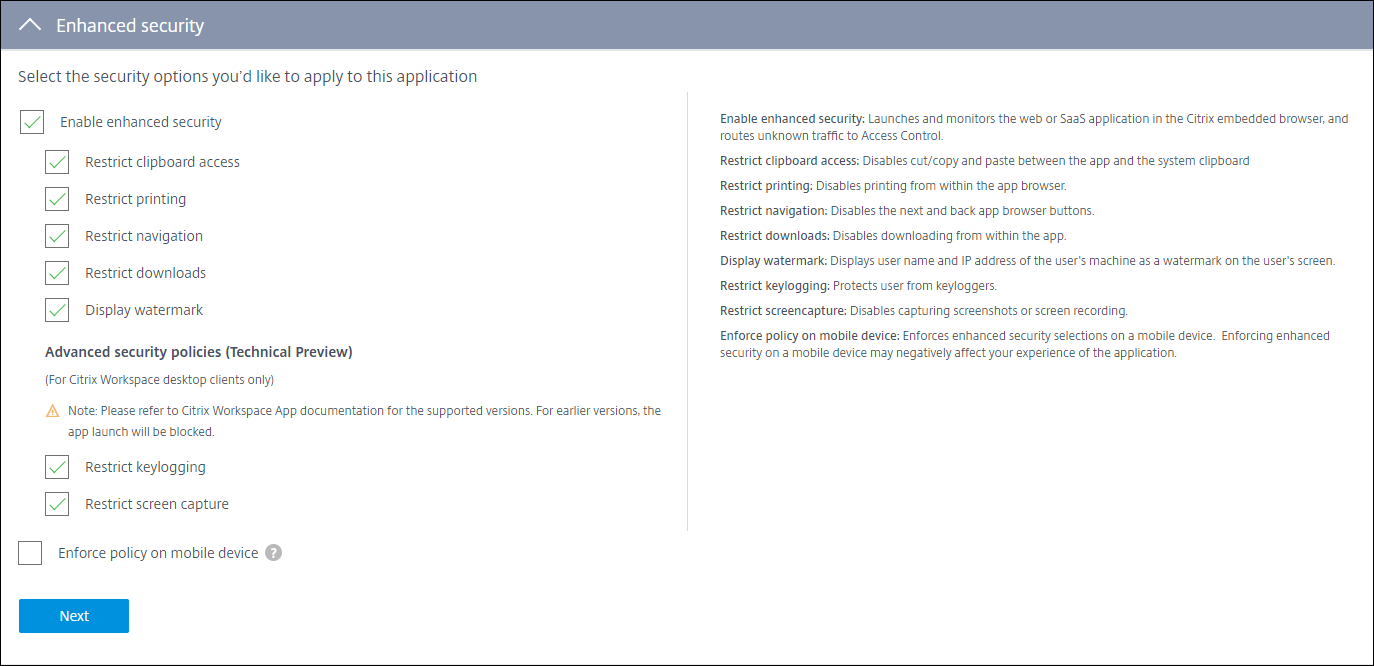 Enhanced security
Select the security options you'd like to apply to this application
Enable enhanced security
Restrict clipboard access
Restrict printing
Restrict navigation
Restrict downloads
Display watermark
Advanced security policies (Technical Preview)
(For Citrix Workspace desktop clients only)
Note: Please refer to Citrix Workspace App documentation for the supported versions. For earlier versions, the
app launch will be blocked.
Restrict keylogging
Restrict screen capture
Enforce policy on mobile device ?
Next
Enable enhanced security: Launches and monitors the web or SaaS application in the Citrix embedded browser, and
routes unknown traffic to Access Control.
Restrict clipboard access: Disables cut/copy and paste between the app and the system clipboard
Restrict printing: Disables printing from within the app browser.
Restrict navigation: Disables the next and back app browser buttons.
Restrict downloads: Disables downloading from within the app.
Display watermark: Displays user name and IP address of the user's machine as a watermark on the user's screen.
Restrict keylogging: Protects user from keyloggers.
Restrict screencapture: Disables capturing screenshots or screen recording.
Enforce policy on mobile device: Enforces enhanced security selections on a mobile device. Enforcing enhanced
security on a mobile device may negatively affect your experience of the application.